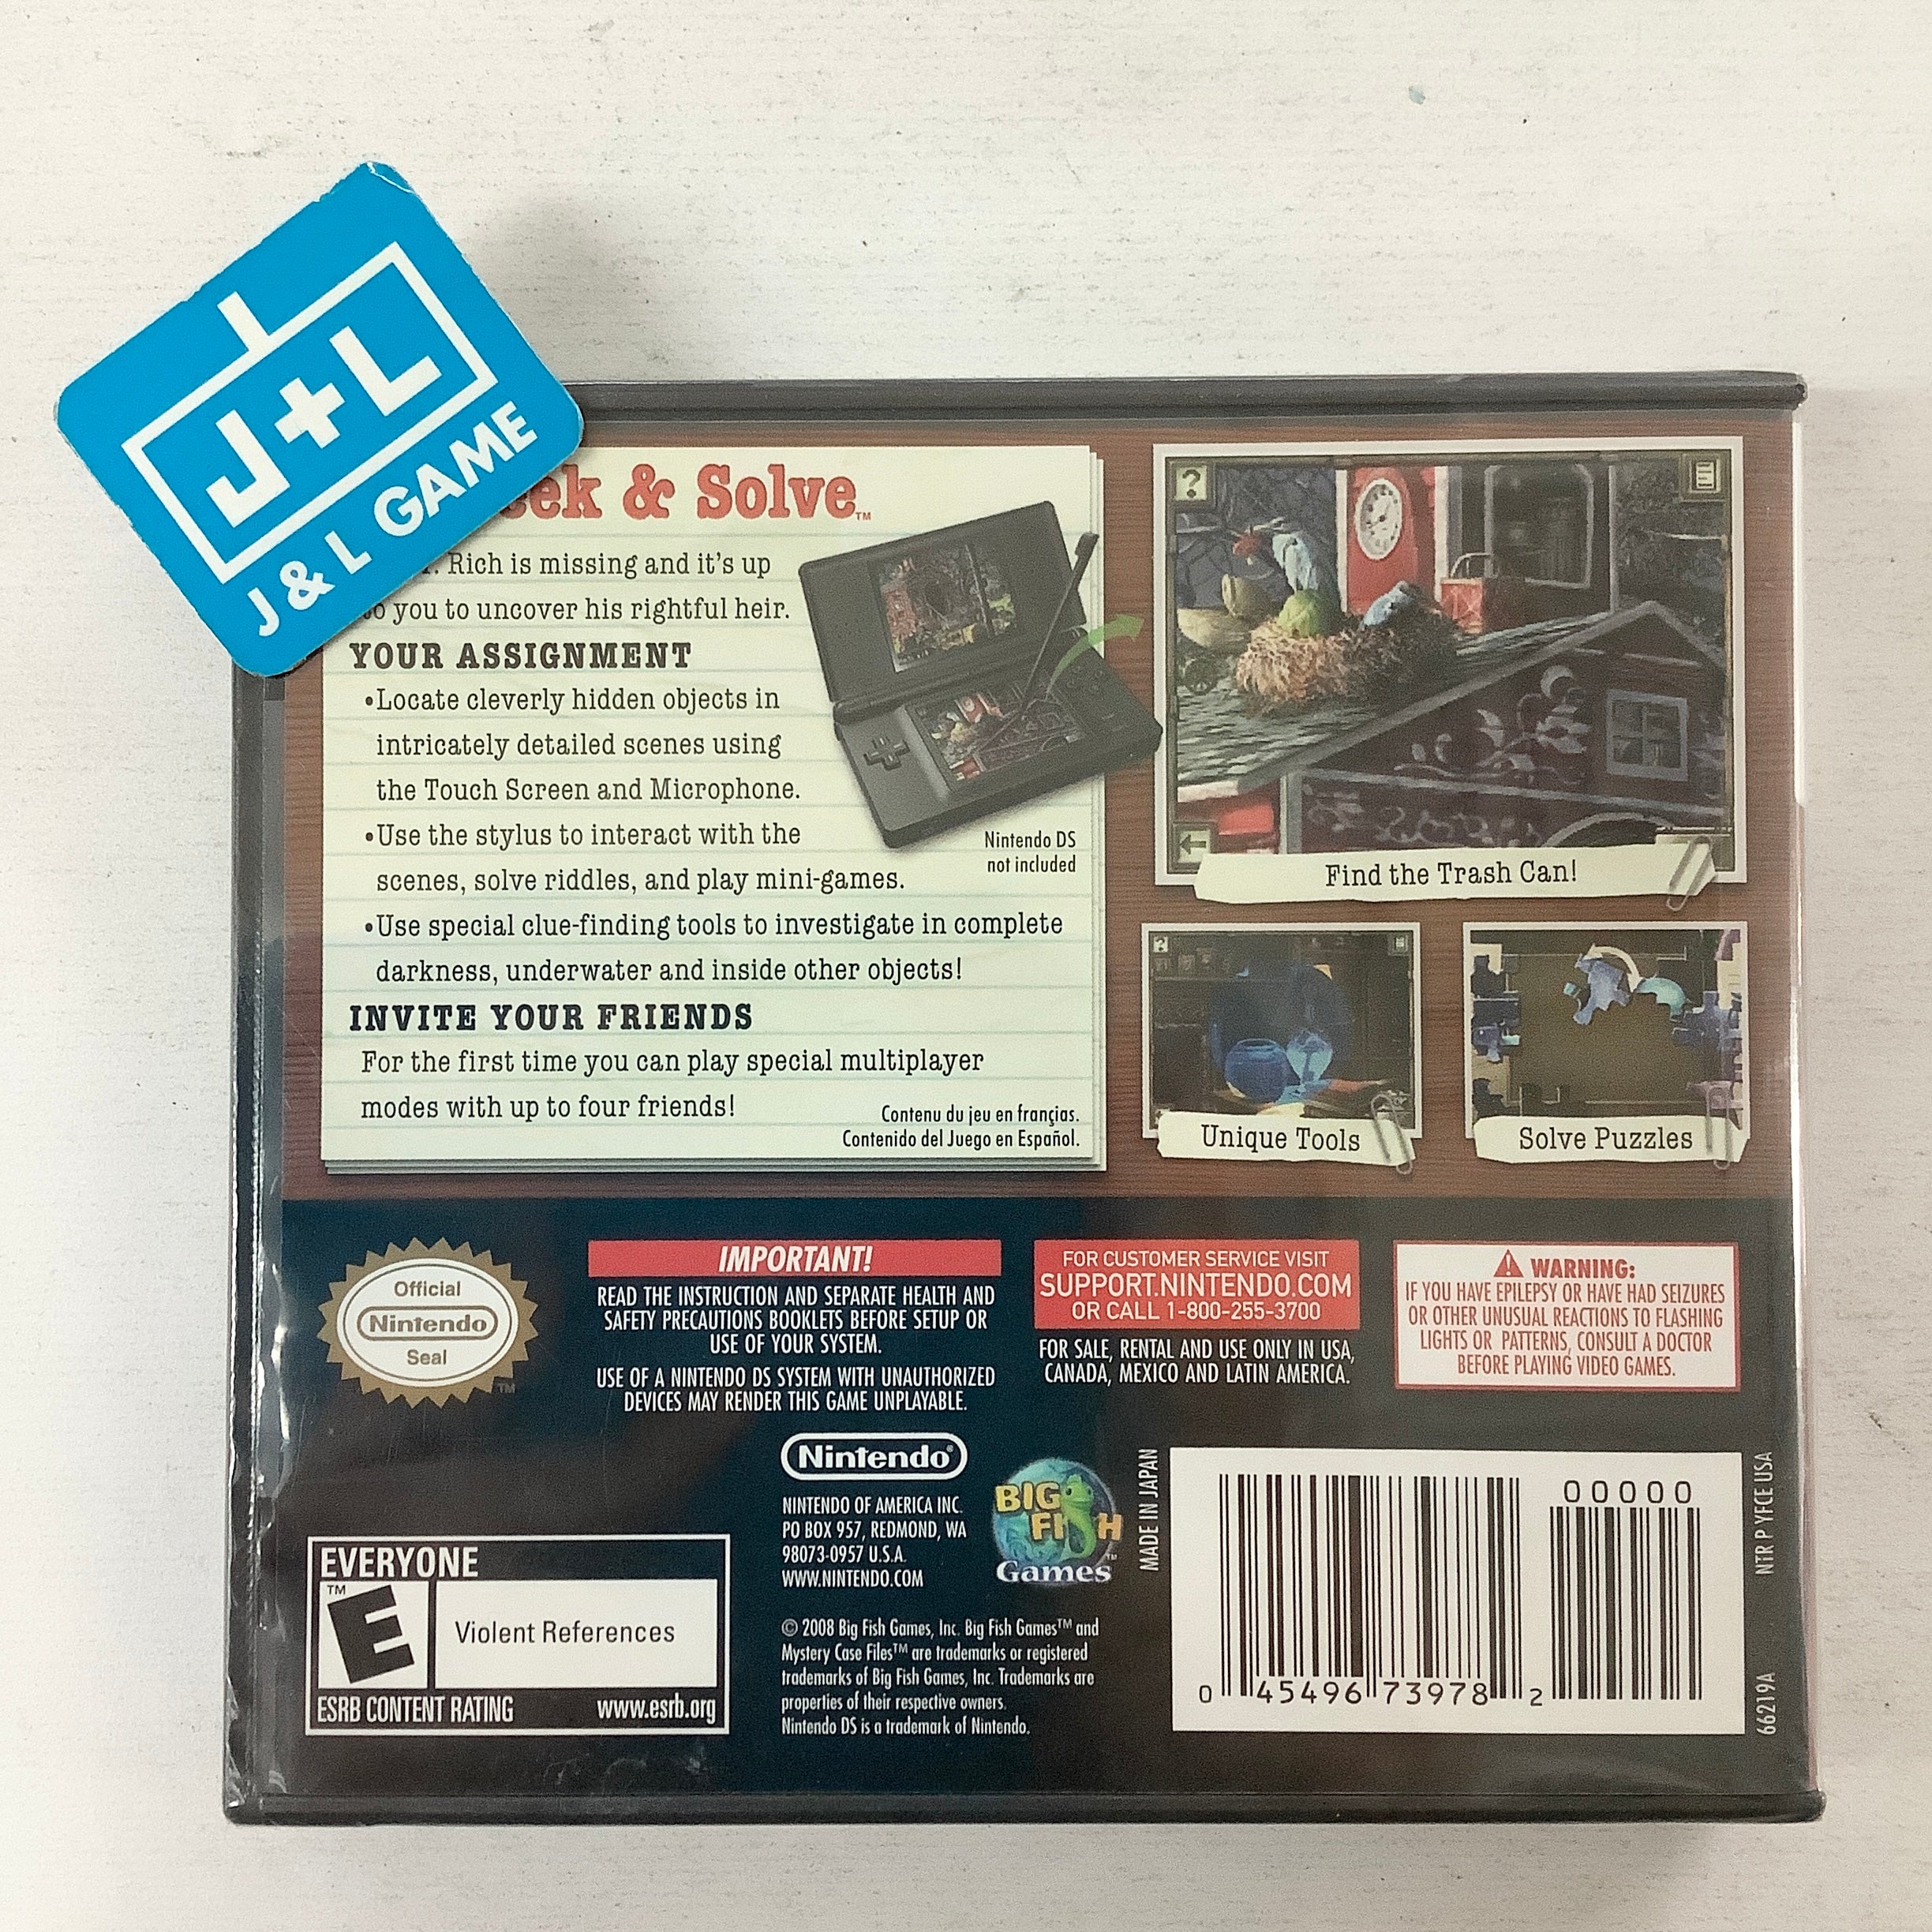 J+L
J & L GAME
eek & Solve™
r. Rich is missing and it's up
to you to uncover his rightful heir.
YOUR ASSIGNMENT
•Locate cleverly hidden objects in
intricately detailed scenes using
the Touch Screen and Microphone.
•Use the stylus to interact with the
scenes, solve riddles, and play mini-games.
•Use special clue-finding tools to investigate in complete
darkness, underwater and inside other objects!
INVITE YOUR FRIENDS
For the first time you can play special multiplayer
modes with up to four friends!
Nintendo DS
not included
Contenu du jeu en françias.
Contenido del Juego en Español.
?
Find the Trash Can!
?
Unique Tools
Solve Puzzles
Official
Nintendo
Seal
TM
IMPORTANT!
READ THE INSTRUCTION AND SEPARATE HEALTH AND
SAFETY PRECAUTIONS BOOKLETS BEFORE SETUP OR
USE OF YOUR SYSTEM.
USE OF A NINTENDO DS SYSTEM WITH UNAUTHORIZED
DEVICES MAY RENDER THIS GAME UNPLAYABLE.
FOR CUSTOMER SERVICE VISIT
SUPPORT.NINTENDO.COM
OR CALL 1-800-255-3700
FOR SALE, RENTAL AND USE ONLY IN USA,
CANADA, MEXICO AND LATIN AMERICA.
WARNING:
IF YOU HAVE EPILEPSY OR HAVE HAD SEIZURES
OR OTHER UNUSUAL REACTIONS TO FLASHING
LIGHTS OR PATTERNS, CONSULT A DOCTOR
BEFORE PLAYING VIDEO GAMES.
EVERYONE
TM
E
Violent References
ESRB CONTENT RATING www.esrb.org
Nintendo®
NINTENDO OF AMERICA INC.
PO BOX 957, REDMOND, WA
98073-0957 U.S.A.
WWW.NINTENDO.COM
BIG
FISH
Games™
© 2008 Big Fish Games, Inc. Big Fish Games™ and
Mystery Case Files™ are trademarks or registered
trademarks of Big Fish Games, Inc. Trademarks are
properties of their respective owners.
Nintendo DS is a trademark of Nintendo.
MADE IN JAPAN
00000
0 45496 73978 2
NTR P YFCE USA
66219A